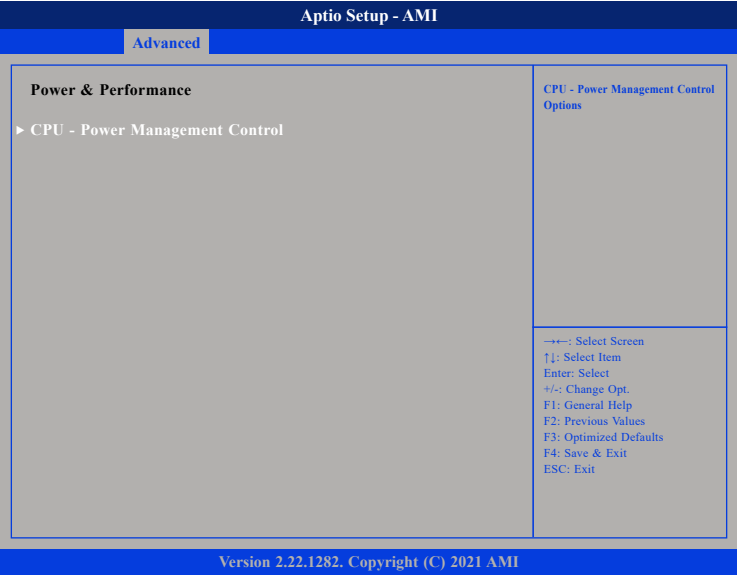 Aptio Setup - AMI
Advanced
Power & Performance
► CPU - Power Management Control
CPU - Power Management Control
Options
→←: Select Screen
↑↓: Select Item
Enter: Select
+/-: Change Opt.
F1: General Help
F2: Previous Values
F3: Optimized Defaults
F4: Save & Exit
ESC: Exit
Version 2.22.1282. Copyright (C) 2021 AMI